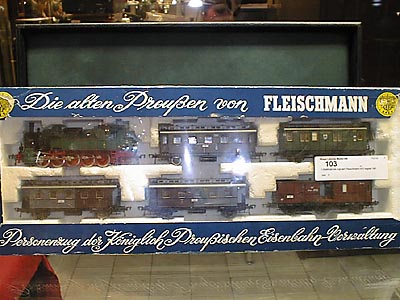 Die alten Preußen von FLEISCHMANN
103
Personenzug der Königlich Preußischen Eisenbahn-Verwaltung